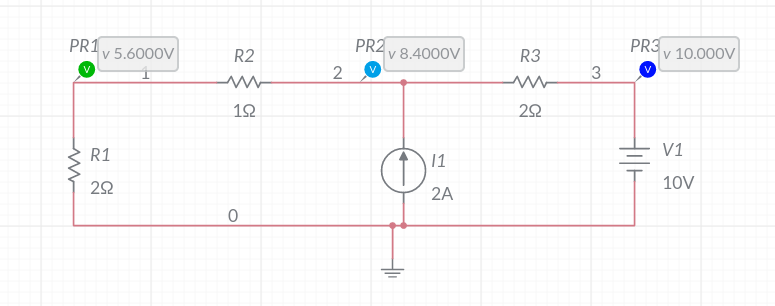 PR1 v 5.6000V
R2
PR2 v 8.4000V
R3
PR3 v 10.000V
V
V
V
1
2
3
1Ω
2Ω
R1
2Ω
I1
2A
V1
10V
0